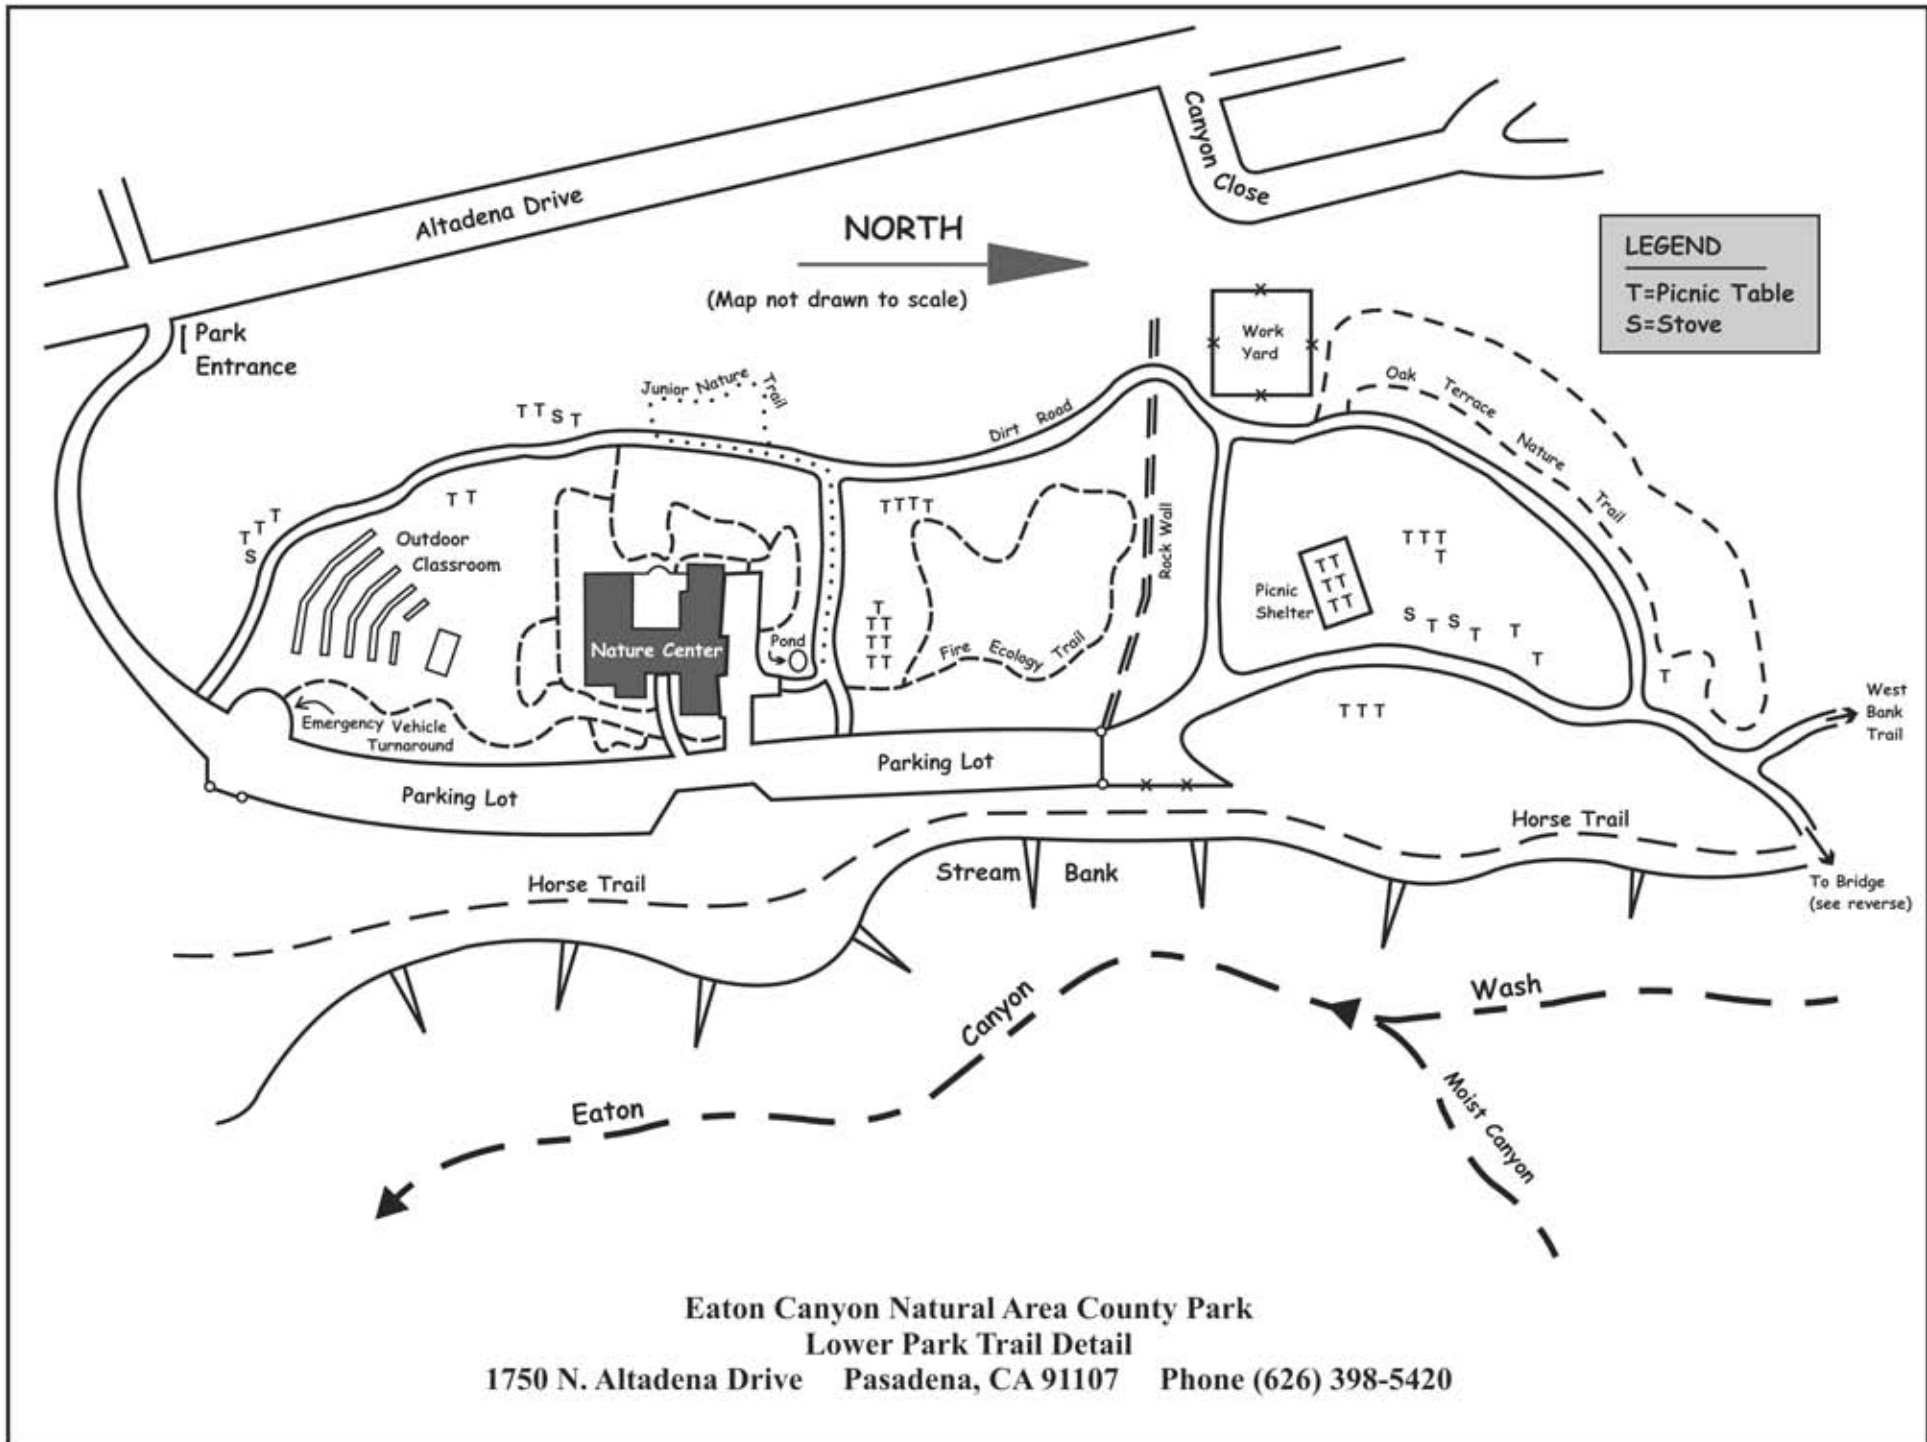 Altadena Drive
Canyon Close
NORTH
(Map not drawn to scale)
LEGEND
T=Picnic Table
S=Stove
Park
Entrance
Work
Yard
Junior Nature Trail
Oak Terrace Nature Trail
Dirt Road
T T S T
T T
T T T
S
Outdoor
Classroom
T T T T
Rock Wall
T T T
T
Picnic
Shelter
T T
T T
T T
S T S T T
T
T
T T
T T
T T
Nature Center
Pond
Fire Ecology Trail
T
T T T
West
Bank
Trail
Emergency Vehicle
Turnaround
Parking Lot
Parking Lot
Horse Trail
Horse Trail
Stream Bank
To Bridge
(see reverse)
Eaton Canyon Wash
Moist Canyon
Eaton Canyon Natural Area County Park
Lower Park Trail Detail
1750 N. Altadena Drive Pasadena, CA 91107 Phone (626) 398-5420